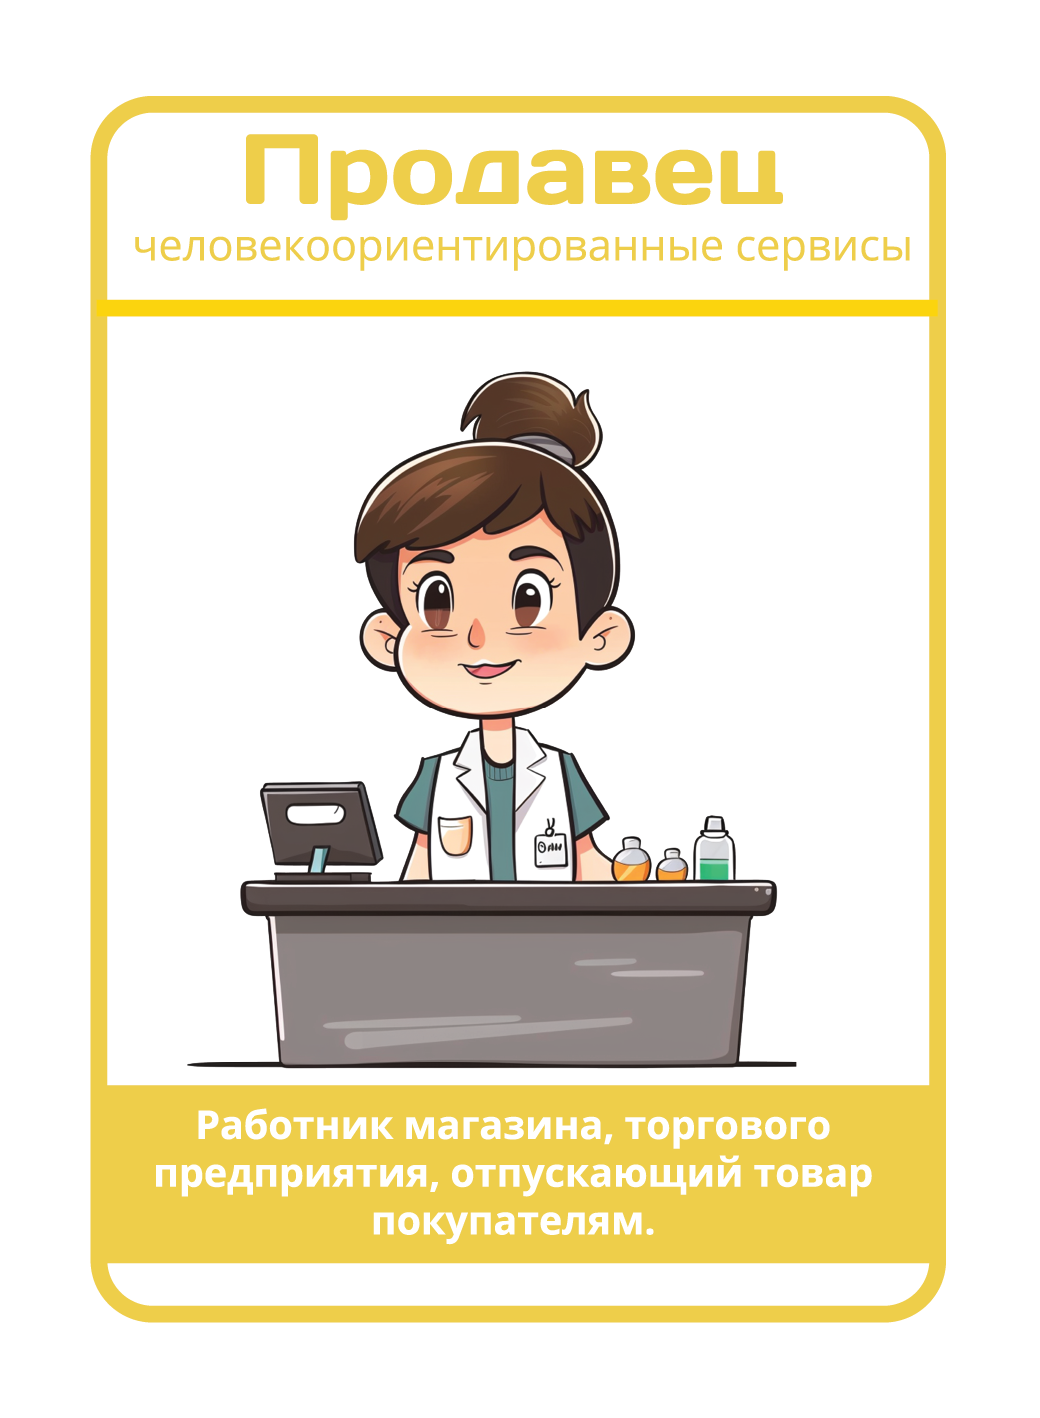 Продавец
человекоориентированные сервисы
Работник магазина, торгового
предприятия, отпускающий товар
покупателям.